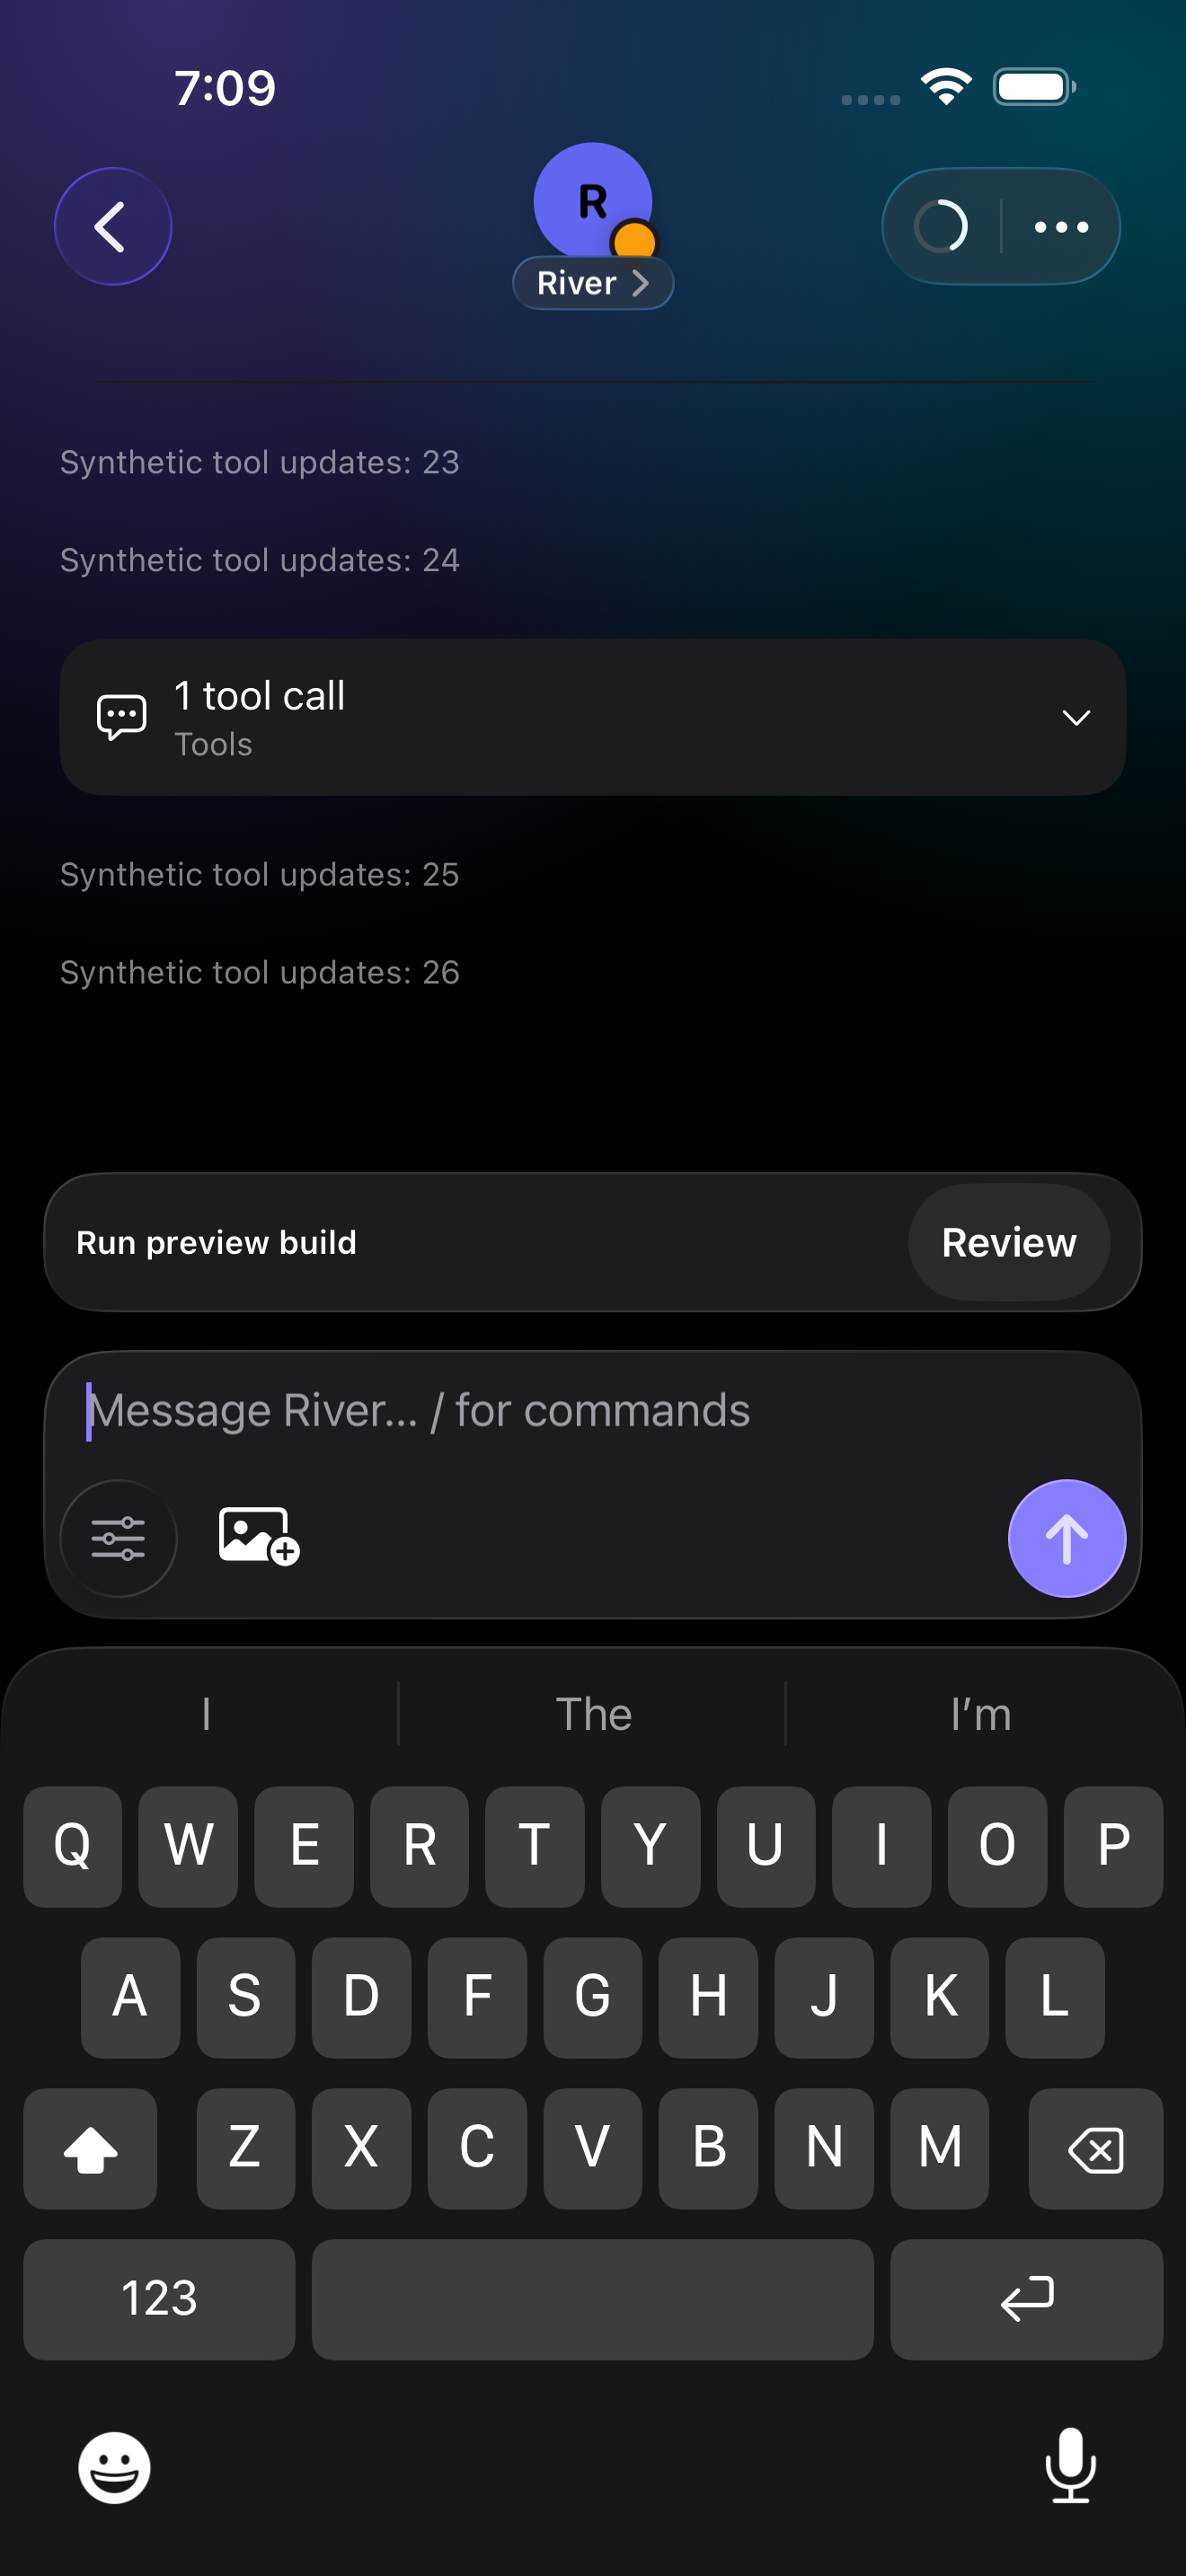 7:09
R
River
Synthetic tool updates: 23
Synthetic tool updates: 24
1 tool call
Tools
Synthetic tool updates: 25
Synthetic tool updates: 26
Run preview build
Review
Message River... / for commands
I
The
I’m
Q W E R T Y U I O P
A S D F G H J K L
Z X C V B N M
123